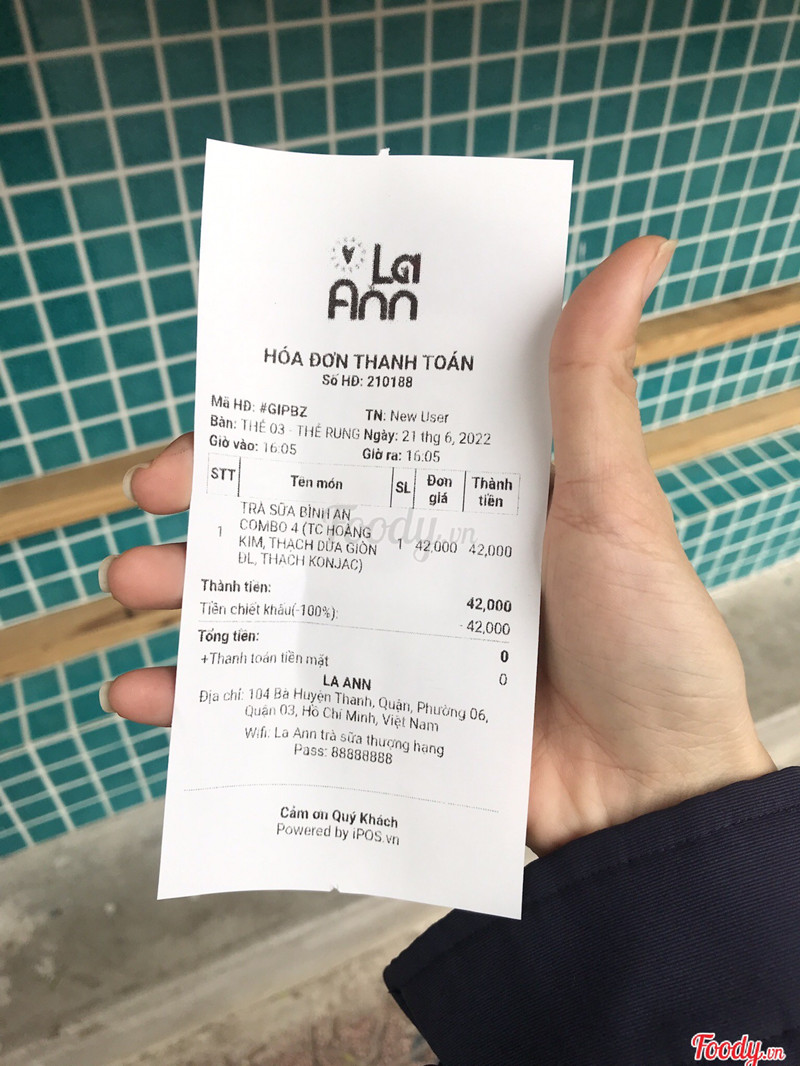 La
Ann
HÓA ĐƠN THANH TOÁN
Số HĐ: 210188
Mã HĐ: #GIPBZ TN: New User
Bàn: THẺ 03 - THẺ RUNG Ngày: 21 thg 6, 2022
Giờ vào: 16:05 Giờ ra: 16:05
STT Tên món SL Đơn giá Thành tiền
TRÀ SỮA BÌNH AN
COMBO 4 (TC HOÀNG
1 KIM, THẠCH DỪA GIÒN 1 42,000 42,000
ĐL, THẠCH KONJAC)
Thành tiền: 42,000
Tiền chiết khấu(-100%): - 42,000
Tổng tiền: 0
+Thanh toán tiền mặt 0
LA ANN
Địa chỉ: 104 Bà Huyện Thanh, Quận, Phường 06,
Quận 03, Hồ Chí Minh, Việt Nam
Wifi: La Ann trà sữa thượng hạng
Pass: 88888888
Cảm ơn Quý Khách
Powered by iPOS.vn
Foody.vn
Foody.vn